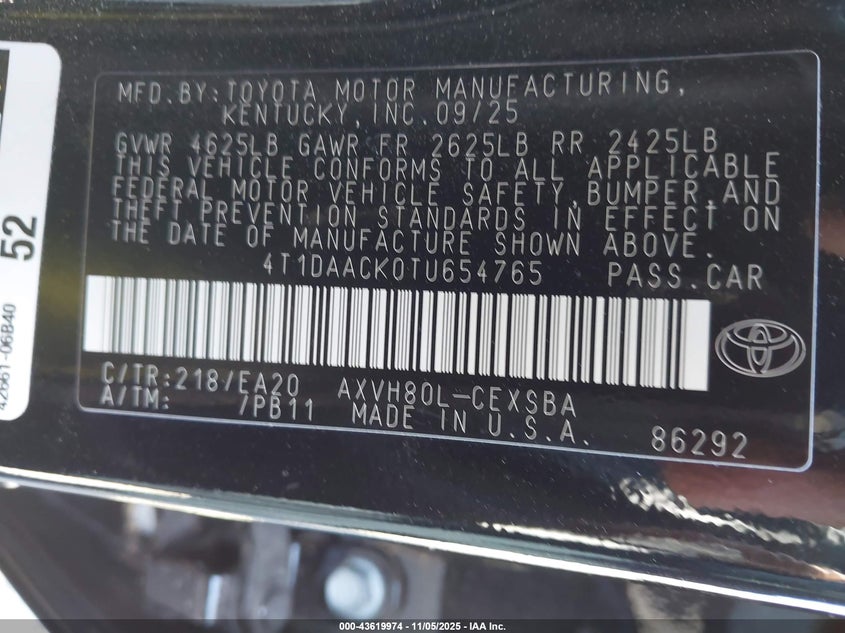 MFD.BY:TOYOTA MOTOR MANUFACTURING,
KENTUCKY, INC. 09/25
GVWR 4625LB GAWR FR 2625LB RR 2425LB
THIS VEHICLE CONFORMS TO ALL APPLICABLE
FEDERAL MOTOR VEHICLE SAFETY, BUMPER, AND
THEFT PREVENTION STANDARDS IN EFFECT ON
THE DATE OF MANUFACTURE SHOWN ABOVE.
4T1DAACK0TU654765 PASS.CAR
C/TR:218/EA20 AXVH80L-CEXSBA
A/TM: /PB11 MADE IN U.S.A. 86292
52
42661-06B40
000-43619974 - 11/05/2025 - IAA Inc.